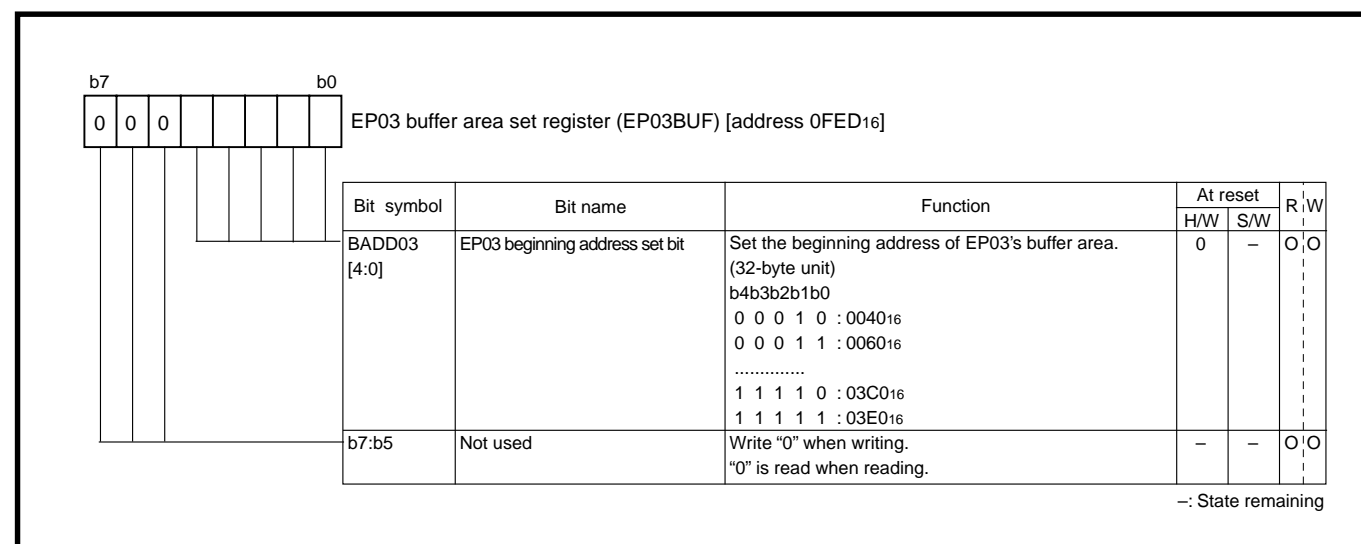 b7 b0
0 0 0
EP03 buffer area set register (EP03BUF) [address 0FED16]
Bit symbol Bit name Function At reset R W
H/W S/W
BADD03 EP03 beginning address set bit Set the beginning address of EP03's buffer area. 0 – O O
[4:0] (32-byte unit)
b4b3b2b1b0
0 0 0 1 0 : 004016
0 0 0 1 1 : 006016
..............
1 1 1 1 0 : 03C016
1 1 1 1 1 : 03E016
b7:b5 Not used Write “0” when writing. – – O O
“0” is read when reading.
–: State remaining